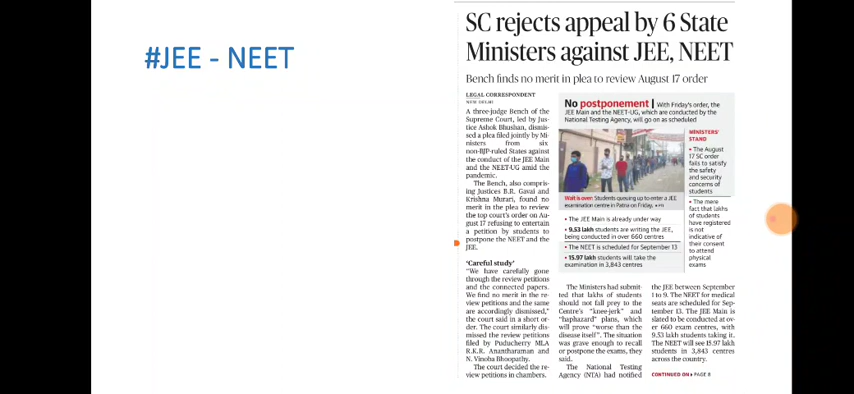 #JEE - NEET
SC rejects appeal by 6 State
Ministers against JEE, NEET
Bench finds no merit in plea to review August 17 order
LEGAL CORRESPONDENT
NEW DELHI
A three-judge Bench of the
Supreme Court, led by Jus-
tice Ashok Bhushan, dismis-
sed a plea filed jointly by Mi-
nisters from six
non-BJP-ruled States against
the conduct of the JEE Main
and the NEET-UG amid the
pandemic.
The Bench, also compris-
ing Justices B.R. Gavai and
Krishna Murari, found no
merit in the plea to review
the top court's order on Au-
gust 17 refusing to entertain
a petition by students to
postpone the NEET and the
JEE.
'Careful study'
"We have carefully gone
through the review petitions
and the connected papers.
We find no merit in the re-
view petitions and the same
are accordingly dismissed,"
the court said in a short or-
der. The court similarly dis-
missed the review petitions
filed by Puducherry MLA
R.K.R. Anantharaman and
N. Vinoba Bhoopathy.
The court decided the re-
view petitions in chambers.
No postponement | With Friday's order, the
JEE Main and the NEET-UG, which are conducted by the
National Testing Agency, will go on as scheduled
Wait is over Students queuing up to enter a JEE
examination centre in Patna on Friday. • PTI
• The JEE Main is already under way
• 9.53 lakh students are writing the JEE,
being conducted in over 660 centres
• The NEET is scheduled for September 13
• 15.97 lakh students will take the
examination in 3,843 centres
MINISTERS'
STAND
• The August
17 SC order
fails to satisfy
the safety
and security
concerns of
students
• The mere
fact that lakhs
of students
have registered
is not
indicative of
their consent
to attend
physical
exams
The Ministers had submit-
ted that lakhs of students
should not fall prey to the
Centre's "knee-jerk" and
"haphazard" plans, which
will prove "worse than the
disease itself". The situation
was grave enough to recall
or postpone the exams, they
said.
The National Testing
Agency (NTA) had notified
the JEE between September
1 to 9. The NEET for medical
seats are scheduled for Sep-
tember 13. The JEE Main is
slated to be conducted at ov-
er 660 exam centres, with
9.53 lakh students taking it.
The NEET will see 15.97 lakh
students in 3,843 centres
across the country.
CONTINUED ON ▸ PAGE 8